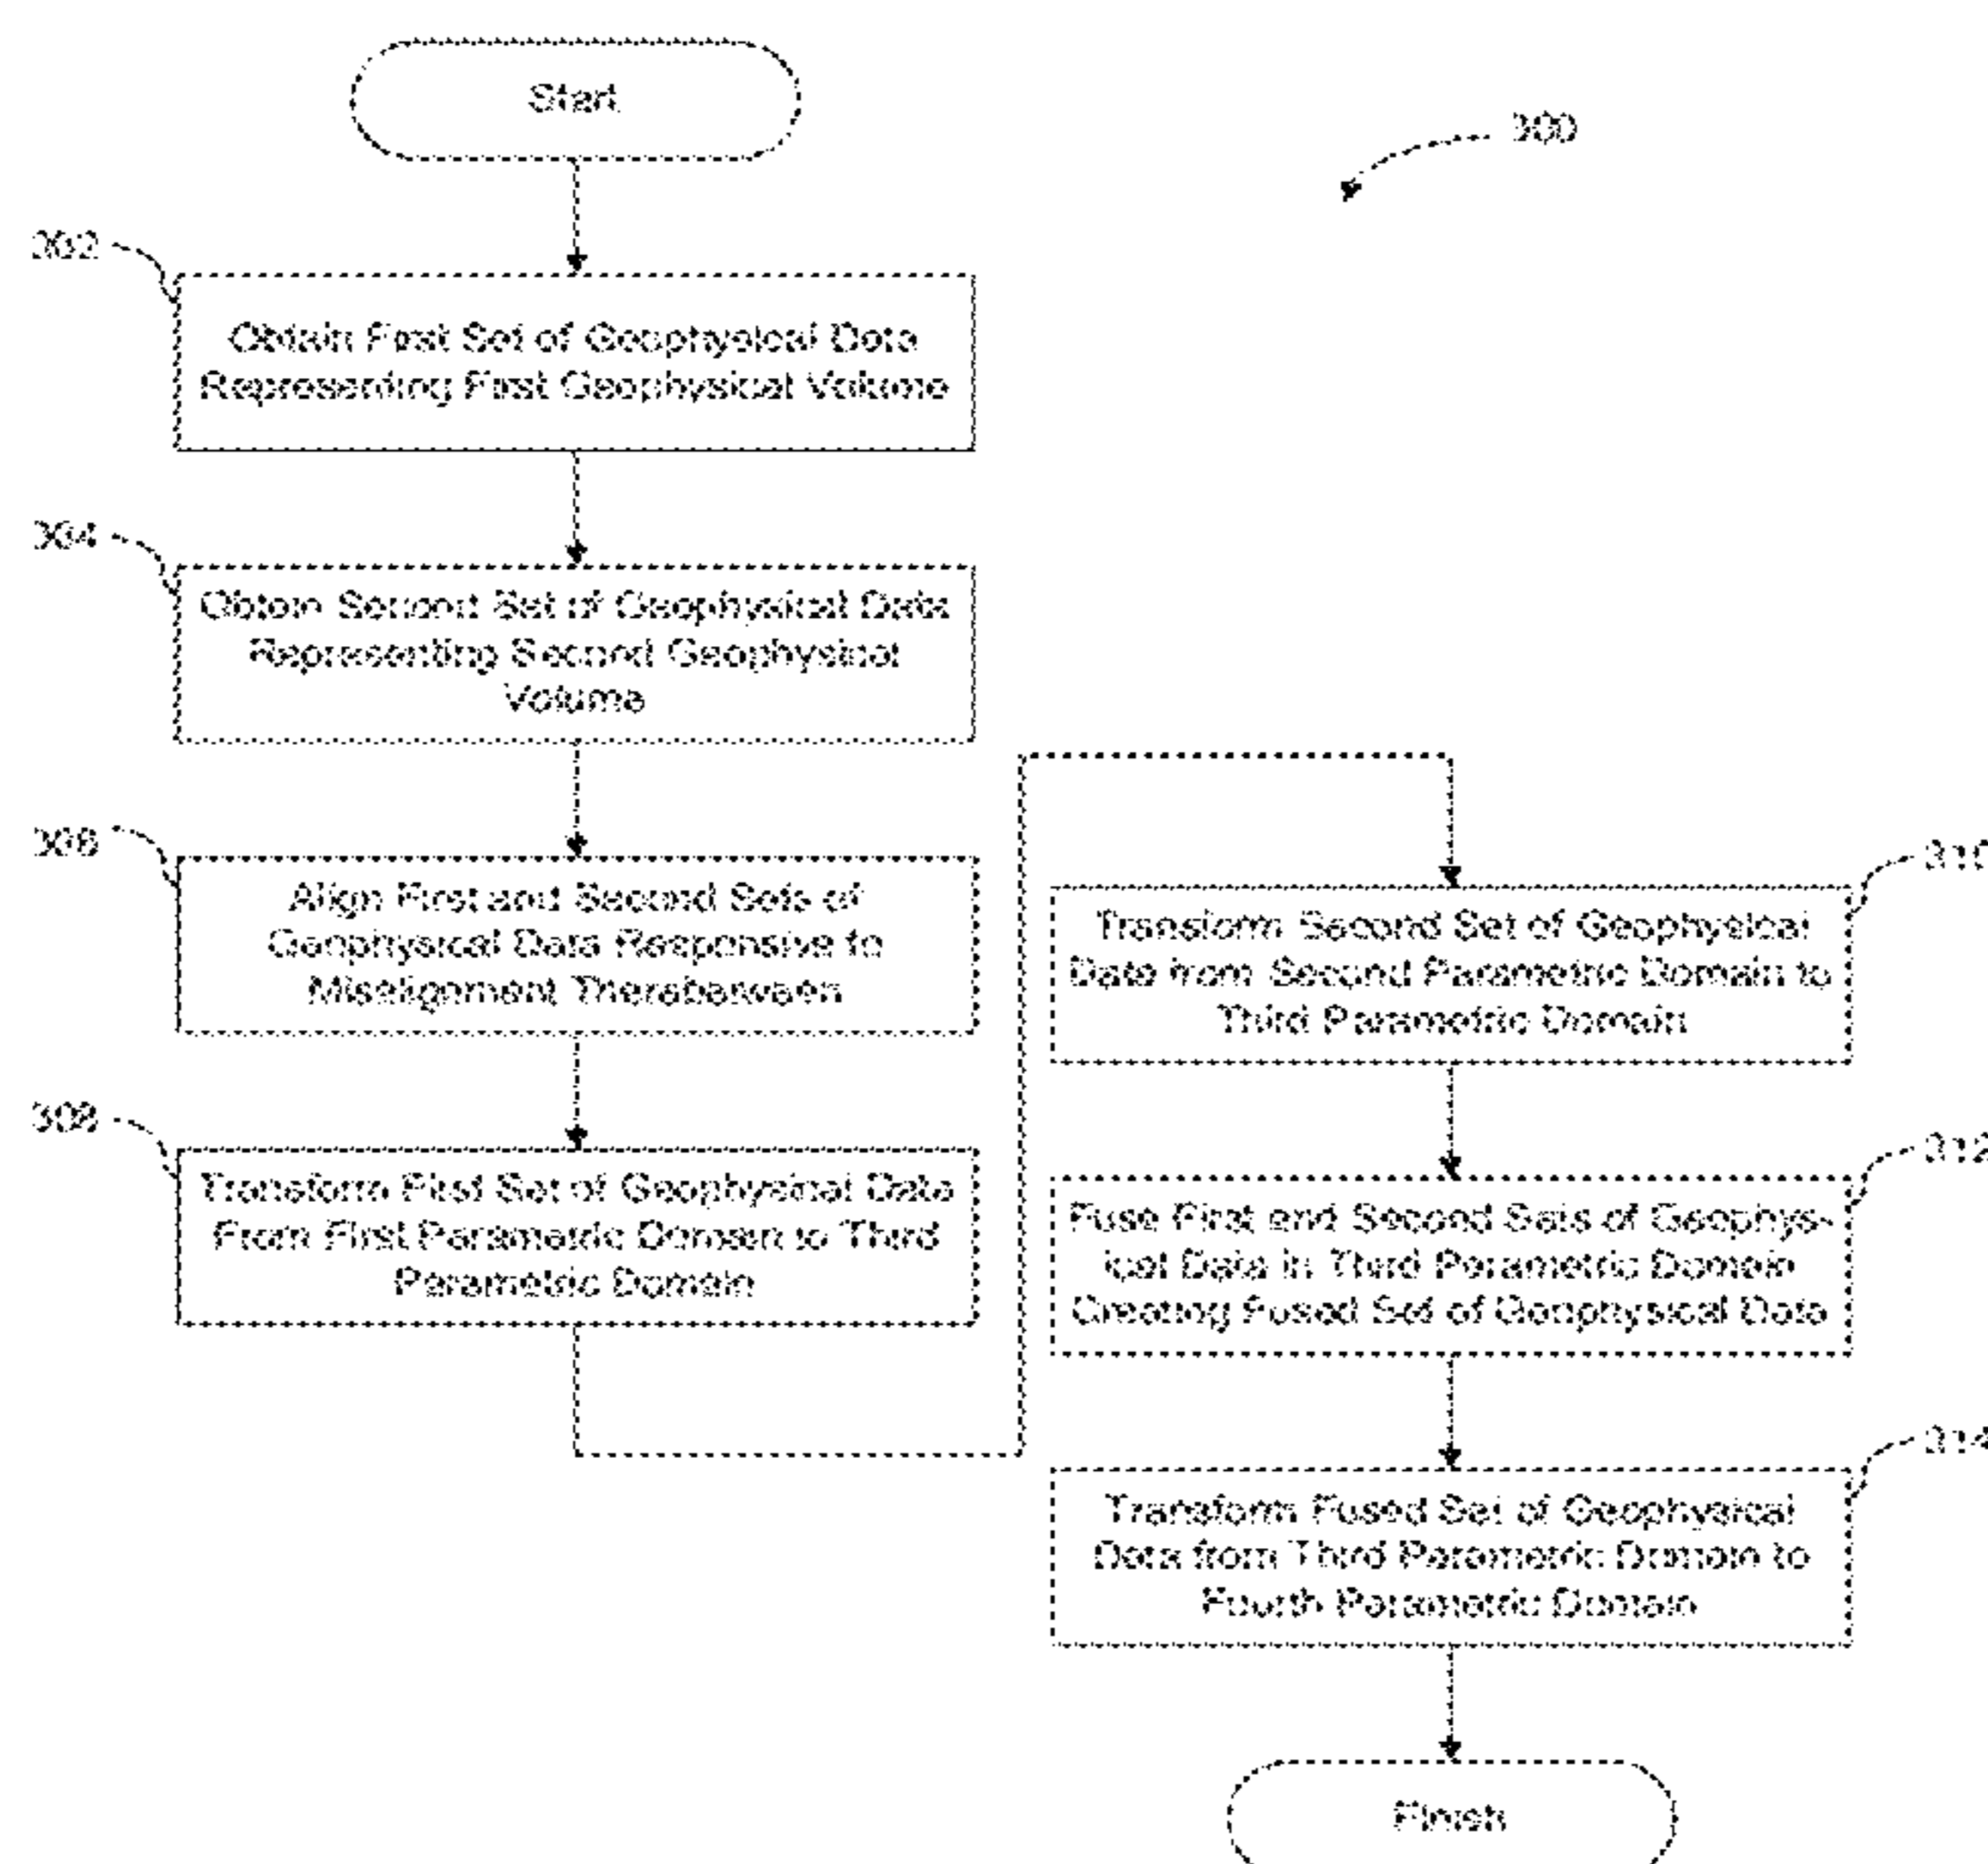 Start
300
302
Obtain First Set of Geophysical Data
Representing First Geophysical Volume
304
Obtain Second Set of Geophysical Data
Representing Second Geophysical
Volume
306
Align First and Second Sets of
Geophysical Data Responsive to
Misalignment Therebetween
308
Transform First Set of Geophysical Data
From First Parametric Domain to Third
Parametric Domain
310
Transform Second Set of Geophysical
Data from Second Parametric Domain to
Third Parametric Domain
312
Fuse First and Second Sets of Geophys-
ical Data in Third Parametric Domain
Creating Fused Set of Geophysical Data
314
Transform Fused Set of Geophysical
Data from Third Parametric Domain to
Fourth Parametric Domain
Finish